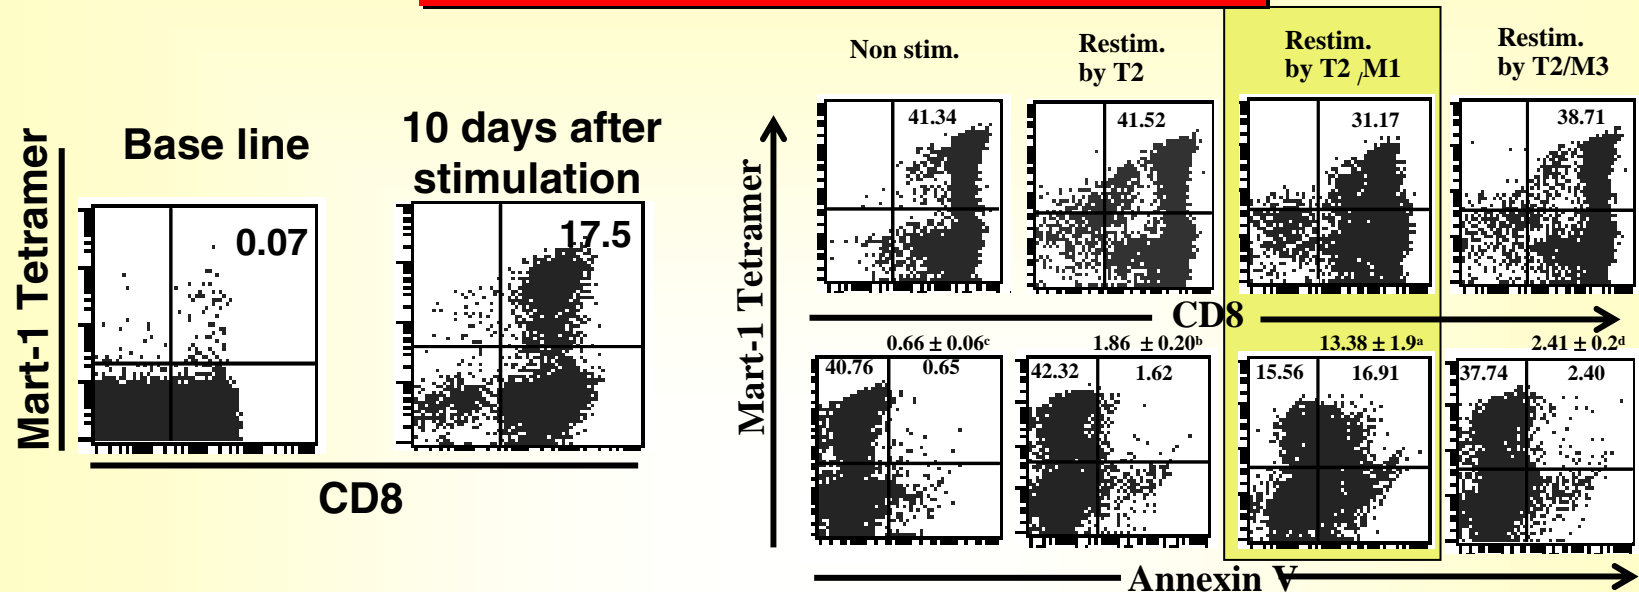 Mart-1 Tetramer
Base line
0.07
10 days after
stimulation
17.5
CD8
Mart-1 Tetramer
Non stim.
Restim.
by T2
Restim.
by T2 /M1
Restim.
by T2/M3
41.34
41.52
31.17
38.71
CD8
0.66 ± 0.06ᶜ
1.86 ± 0.20ᵇ
13.38 ± 1.9ᵃ
2.41 ± 0.2ᵈ
40.76 0.65
42.32 1.62
15.56 16.91
37.74 2.40
Annexin V